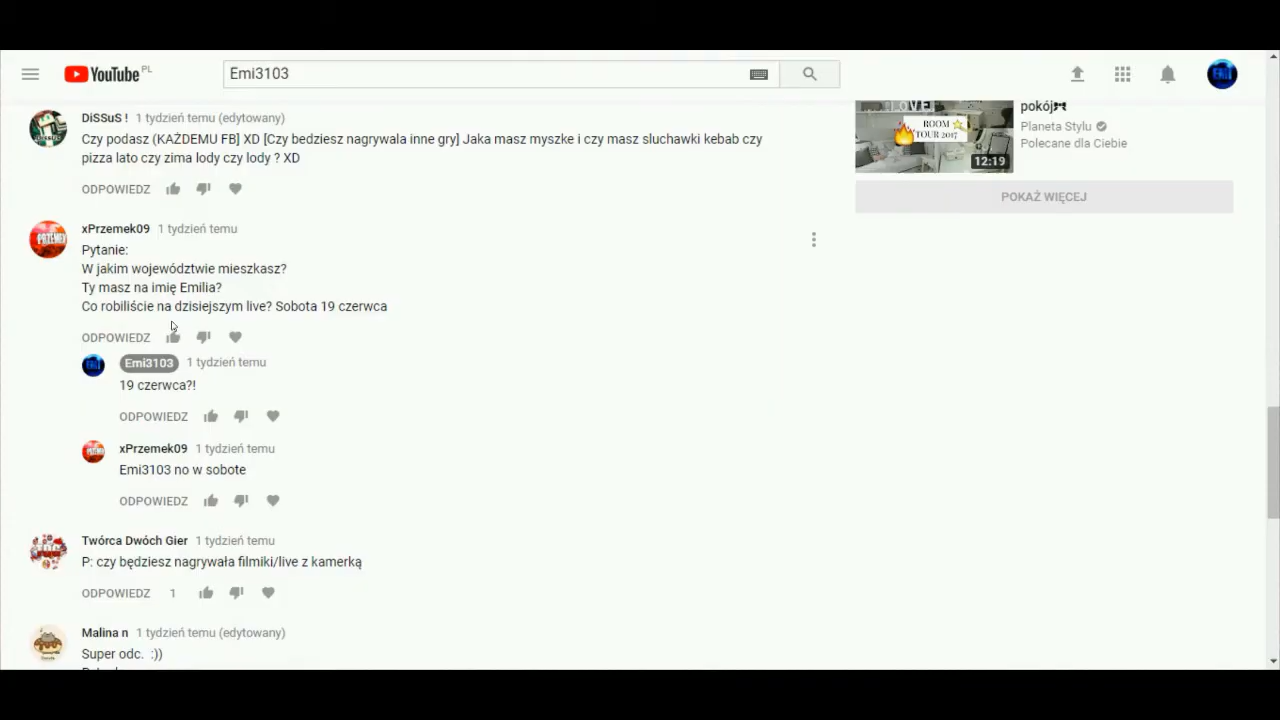 YouTube PL
Emi3103
DiSSuS ! 1 tydzień temu (edytowany)
Czy podasz (KAŻDEMU FB] XD [Czy bedziesz nagrywala inne gry] Jaka masz myszke i czy masz sluchawki kebab czy
pizza lato czy zima lody czy lody ? XD
ODPOWIEDZ
xPrzemek09 1 tydzień temu
Pytanie:
W jakim województwie mieszkasz?
Ty masz na imię Emilia?
Co robiliście na dzisiejszym live? Sobota 19 czerwca
ODPOWIEDZ
Emi3103 1 tydzień temu
19 czerwca?!
ODPOWIEDZ
xPrzemek09 1 tydzień temu
Emi3103 no w sobote
ODPOWIEDZ
Twórca Dwóch Gier 1 tydzień temu
P: czy będziesz nagrywała filmiki/live z kamerką
ODPOWIEDZ 1
Malina n 1 tydzień temu (edytowany)
Super odc. :))
LOVE
ROOM
TOUR 2017
12:19
pokój
Planeta Stylu
Polecane dla Ciebie
POKAŻ WIĘCEJ